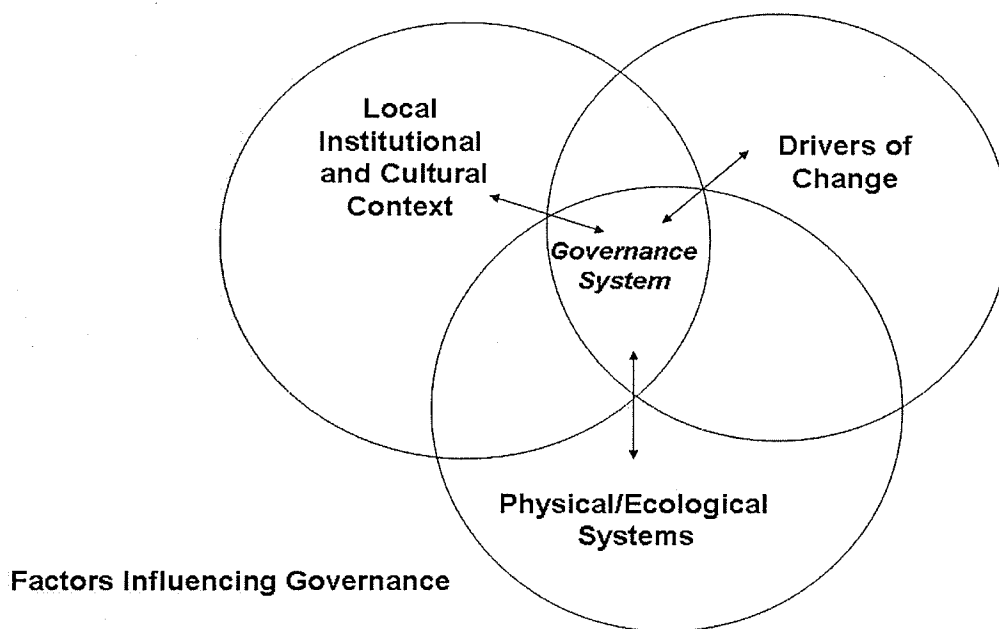 Local
Institutional
and Cultural
Context
Drivers of
Change
Governance
System
Physical/Ecological
Systems
Factors Influencing Governance